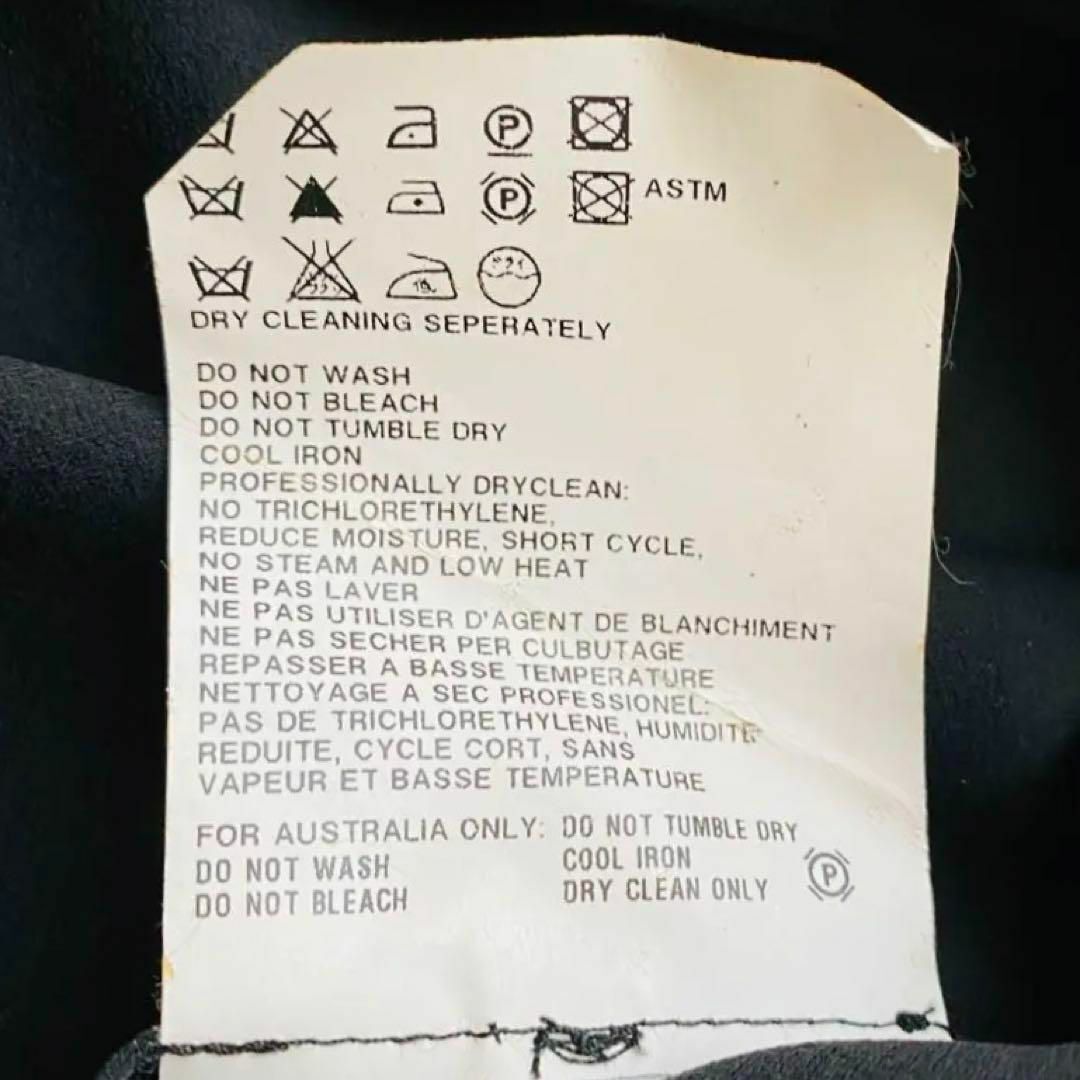 P
P ASTM
DRY CLEANING SEPERATELY
DO NOT WASH
DO NOT BLEACH
DO NOT TUMBLE DRY
COOL IRON
PROFESSIONALLY DRYCLEAN:
NO TRICHLORETHYLENE,
REDUCE MOISTURE, SHORT CYCLE,
NO STEAM AND LOW HEAT
NE PAS LAVER
NE PAS UTILISER D'AGENT DE BLANCHIMENT
NE PAS SECHER PER CULBUTAGE
REPASSER A BASSE TEMPERATURE
NETTOYAGE A SEC PROFESSIONEL:
PAS DE TRICHLORETHYLENE, HUMIDITE
REDUITE, CYCLE CORT, SANS
VAPEUR ET BASSE TEMPERATURE
FOR AUSTRALIA ONLY: DO NOT TUMBLE DRY
DO NOT WASH COOL IRON P
DO NOT BLEACH DRY CLEAN ONLY